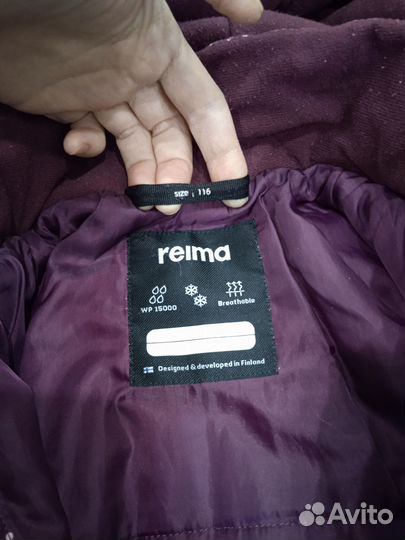 size | 116
reima
WP 15000
Breathable
Designed & developed in Finland
Avito